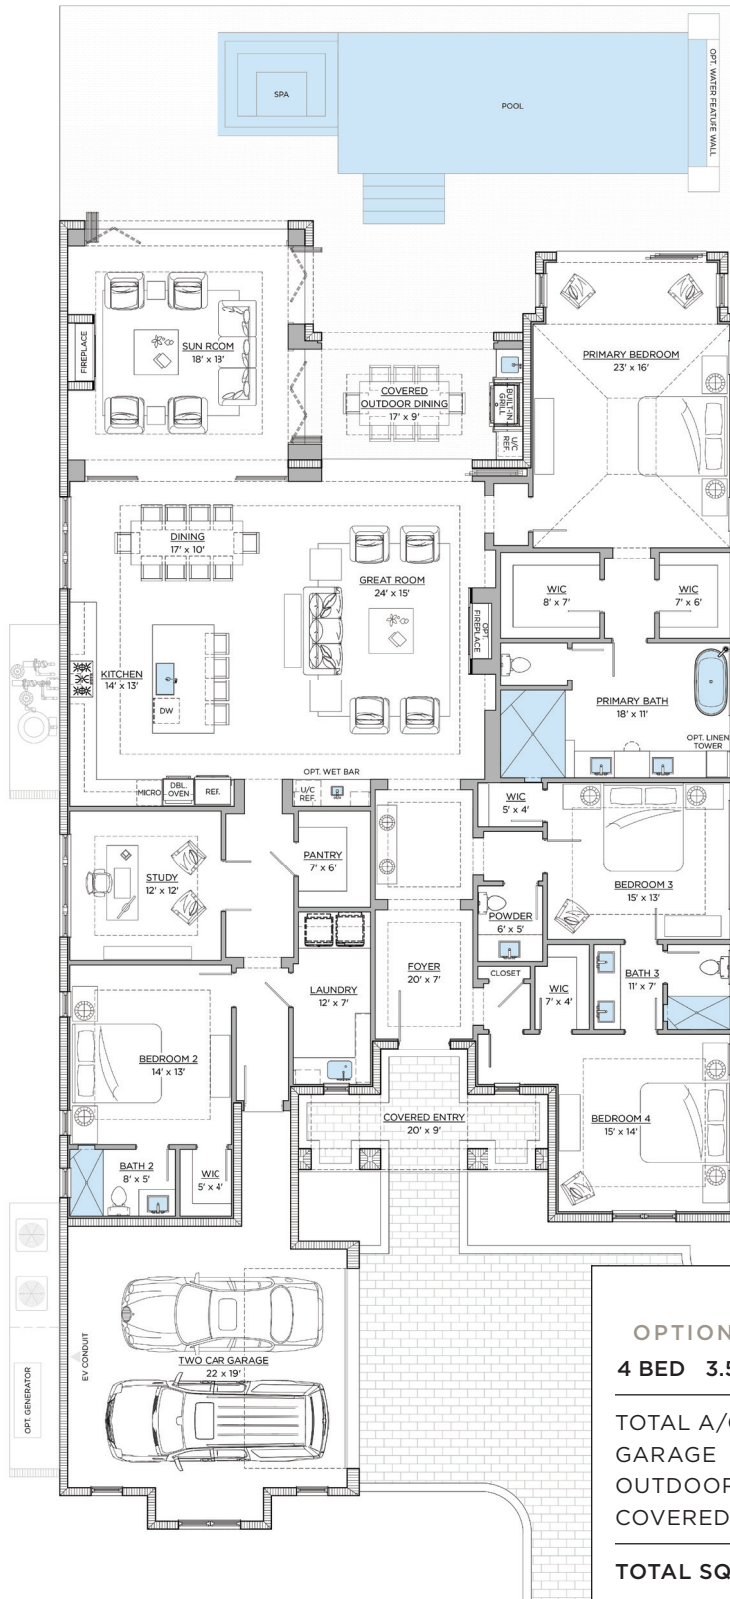 SPA
POOL
OPT. WATER FEATURE WALL
FIREPLACE
SUN ROOM
18' x 13'
PRIMARY BEDROOM
23' x 16'
COVERED
OUTDOOR DINING
17' x 9'
BUILT-IN
GRILL
U/C
REF.
DINING
17' x 10'
GREAT ROOM
24' x 15'
OPT.
FIREPLACE
WIC
8' x 7'
WIC
7' x 6'
KITCHEN
14' x 13'
DW
PRIMARY BATH
18' x 11'
OPT. LINEN
TOWER
MICRO
DBL.
OVEN
REF.
OPT. WET BAR
U/C
REF.
WIC
5' x 4'
PANTRY
7' x 6'
STUDY
12' x 12'
BEDROOM 3
15' x 13'
POWDER
6' x 5'
FOYER
20' x 7'
CLOSET
LAUNDRY
12' x 7'
WIC
7' x 4'
BATH 3
11' x 7'
BEDROOM 2
14' x 13'
COVERED ENTRY
20' x 9'
BEDROOM 4
15' x 14'
BATH 2
8' x 5'
WIC
5' x 4'
EV CONDUIT
TWO CAR GARAGE
22 x 19'
OPT. GENERATOR
OPTION
4 BED 3.5
TOTAL A/C
GARAGE
OUTDOOR
COVERED
TOTAL SQ